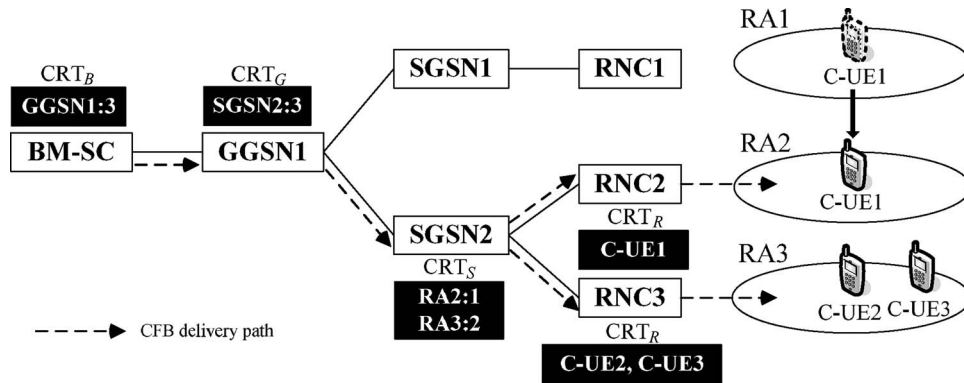 RA1
CRT_B
CRT_G
SGSN1
RNC1
C-UE1
GGSN1:3
SGSN2:3
BM-SC
GGSN1
RA2
RNC2
C-UE1
CRT_R
SGSN2
C-UE1
RA3
CRT_S
RA2:1
RA3:2
RNC3
C-UE2
C-UE3
CRT_R
CFB delivery path
C-UE2, C-UE3